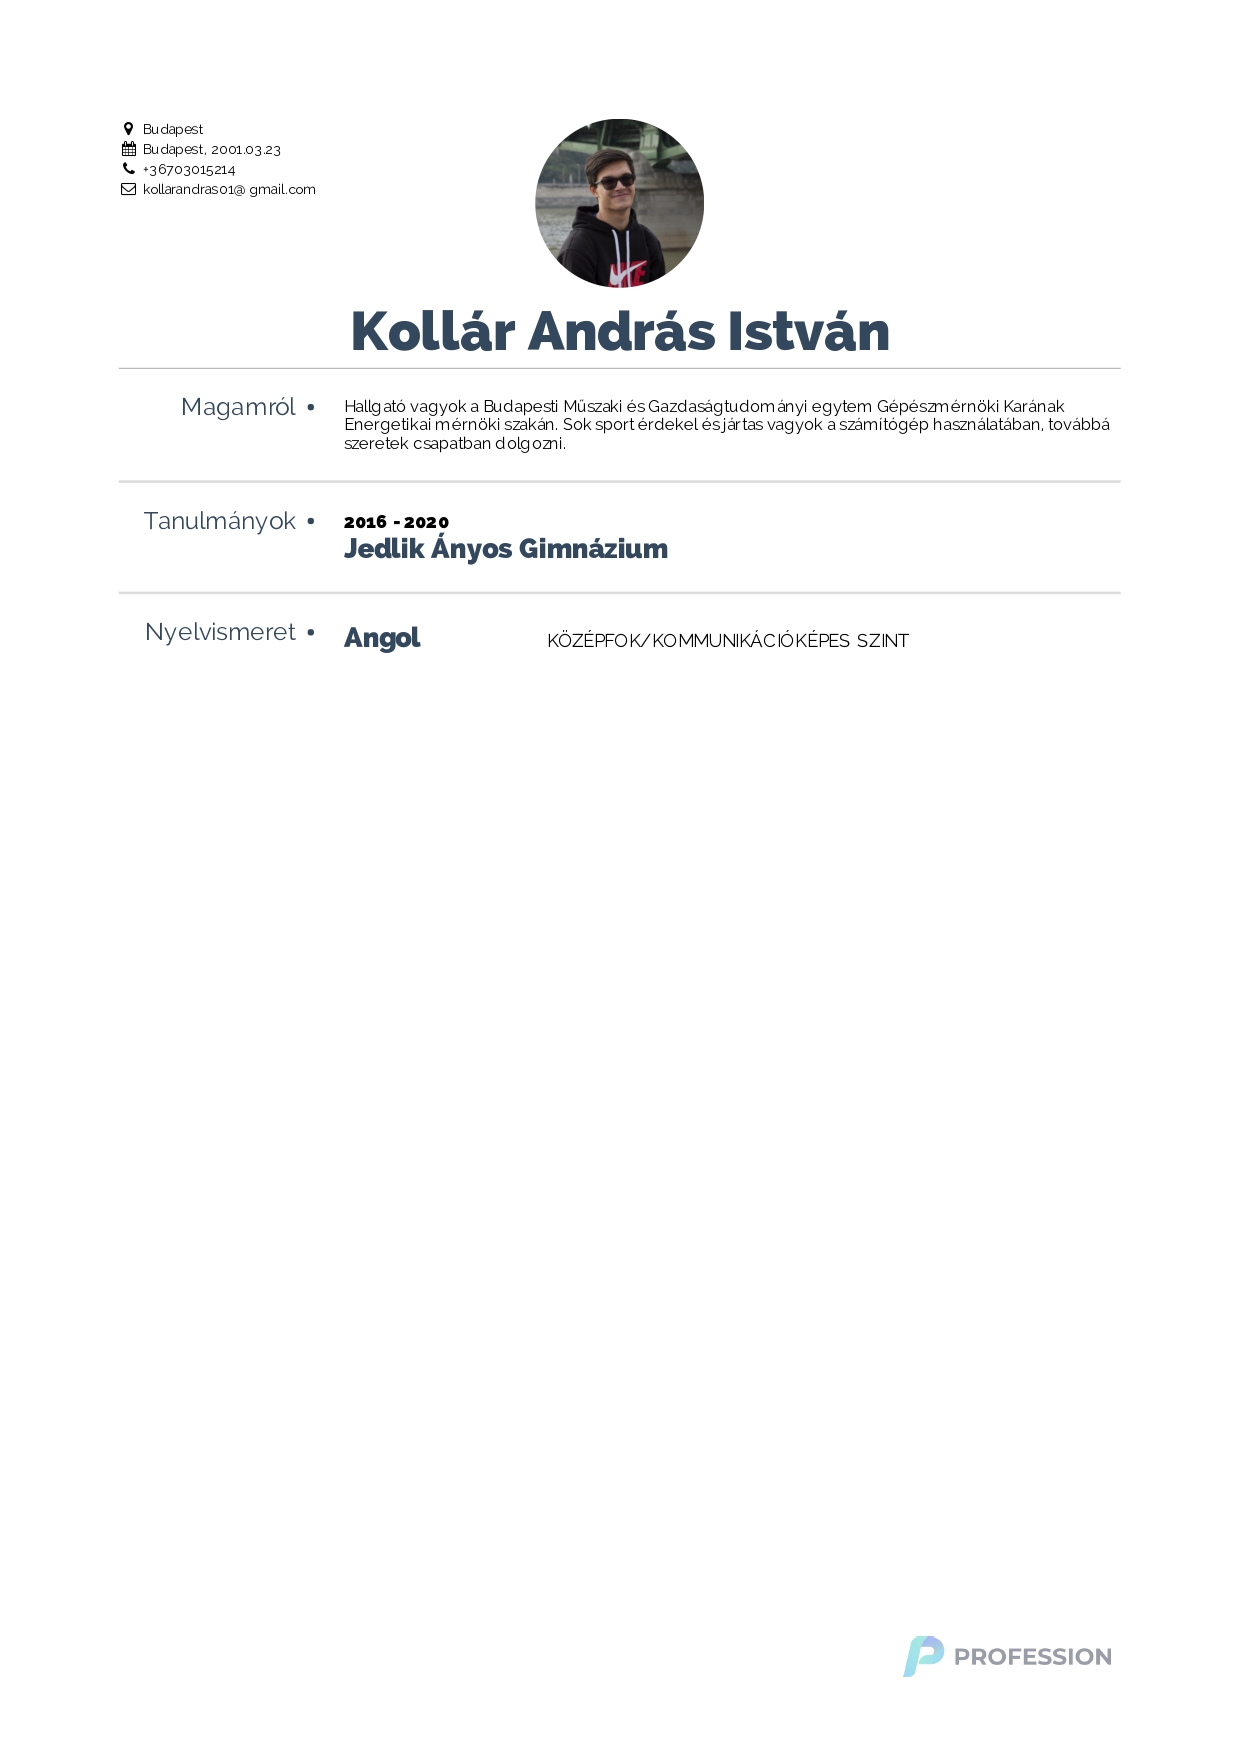 Budapest
Budapest, 2001.03.23
+36703015214
kollarandras01@gmail.com
Kollár András István
Magamról
Hallgató vagyok a Budapesti Műszaki és Gazdaságtudományi egytem Gépészmérnöki Karának
Energetikai mérnöki szakán. Sok sport érdekel és jártas vagyok a számítógép használatában, továbbá
szeretek csapatban dolgozni.
Tanulmányok
2016 - 2020
Jedlik Ányos Gimnázium
Nyelvismeret
Angol KÖZÉPFOK/KOMMUNIKÁCIÓKÉPES SZINT
PROFESSION